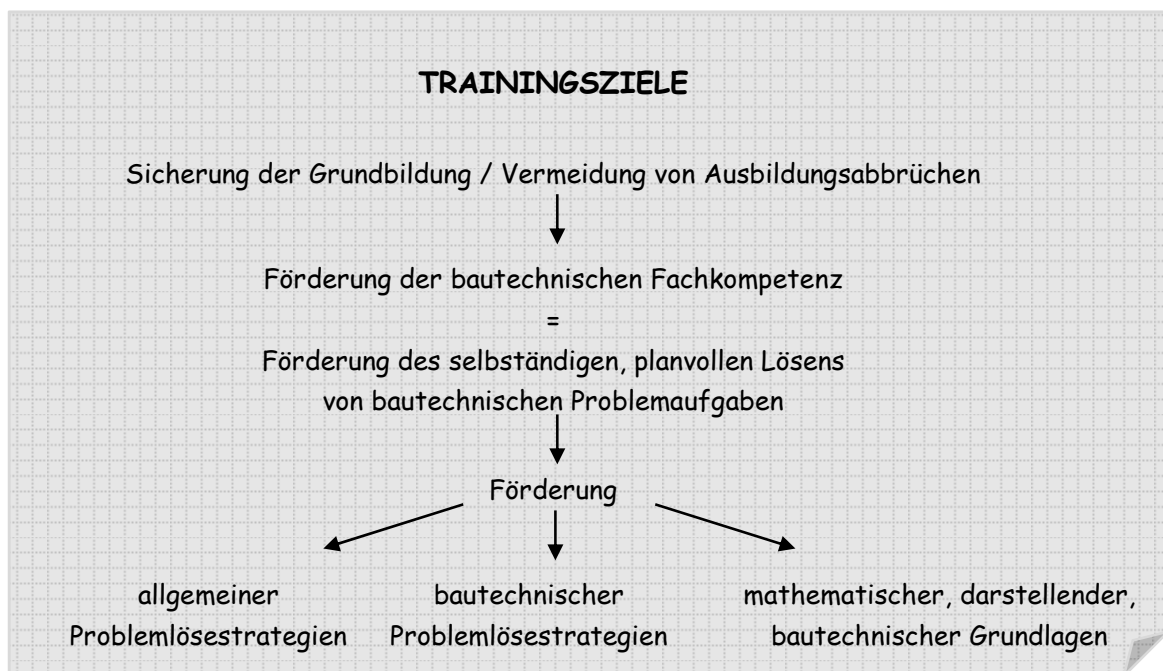 TRAININGSZIELE
Sicherung der Grundbildung / Vermeidung von Ausbildungsabbrüchen
Förderung der bautechnischen Fachkompetenz
=
Förderung des selbständigen, planvollen Lösens
von bautechnischen Problemaufgaben
Förderung
allgemeiner
Problemlösestrategien
bautechnischer
Problemlösestrategien
mathematischer, darstellender,
bautechnischer Grundlagen